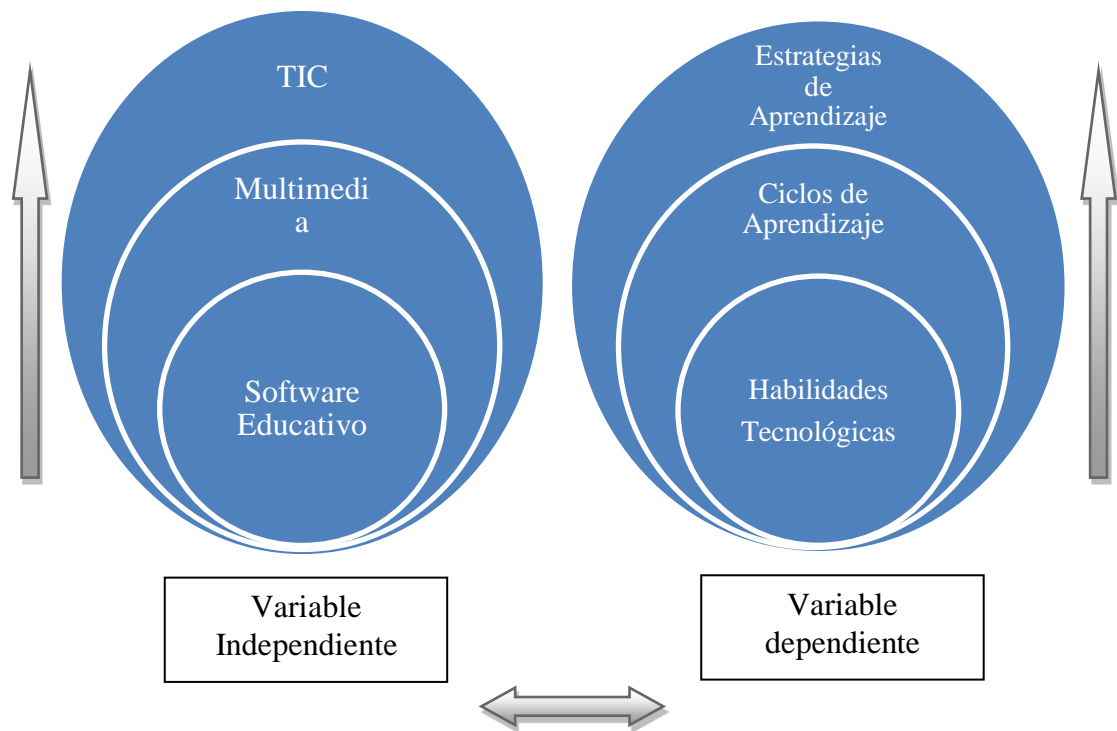 TIC
Multimedi
a
Software
Educativo
Variable
Independiente
Estrategias
de
Aprendizaje
Ciclos de
Aprendizaje
Habilidades
Tecnológicas
Variable
dependiente